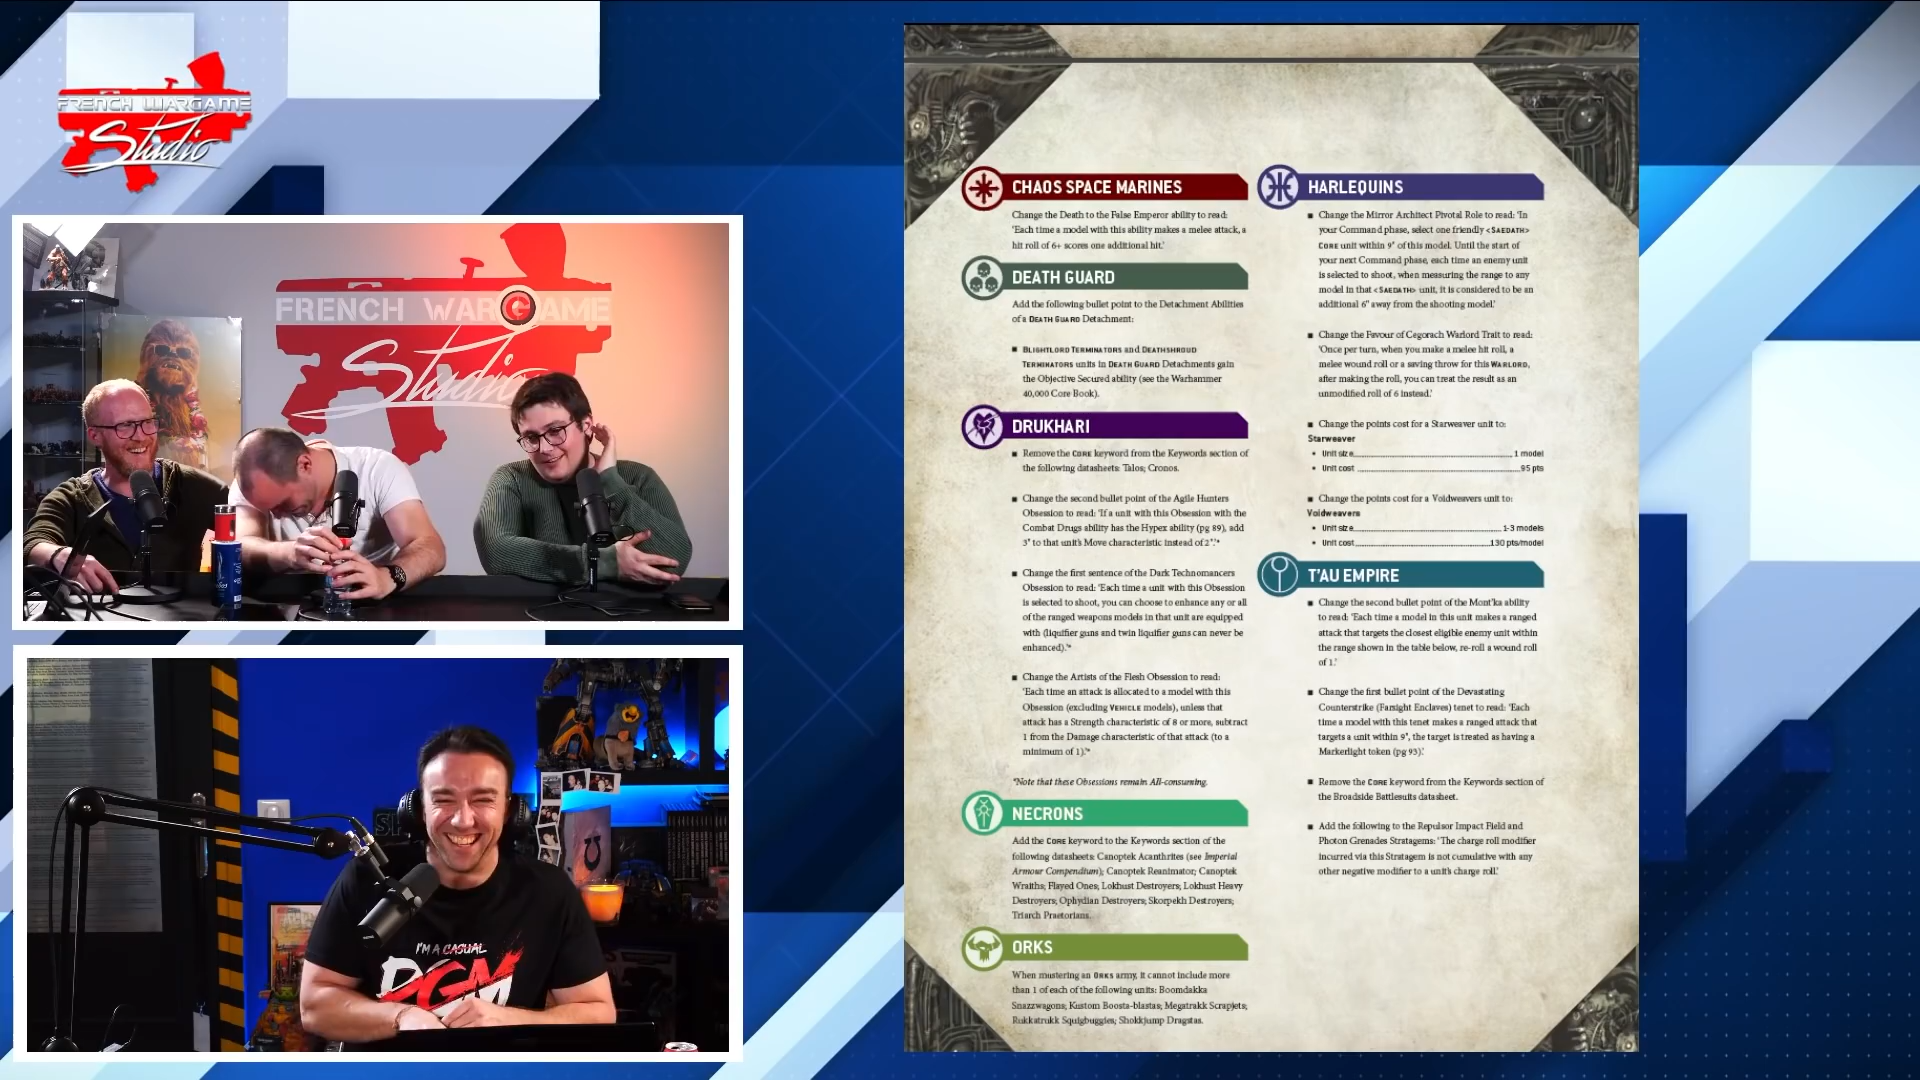 FRENCH WARGAME
Studio
FRENCH WARGAME
Studio
I'M A CASUAL
PGM
CHAOS SPACE MARINES
Change the Death to the False Emperor ability to read:
'Each time a model with this ability makes a melee attack, a
hit roll of 6+ scores one additional hit.'
DEATH GUARD
Add the following bullet point to the Detachment Abilities
of a DEATH GUARD Detachment:
■ BLIGHTLORD TERMINATORS and DEATHSHROUD
TERMINATORS units in DEATH GUARD Detachments gain
the Objective Secured ability (see the Warhammer
40,000 Core Book).
DRUKHARI
■ Remove the CORE keyword from the Keywords section of
the following datasheets: Talos; Cronos.
■ Change the second bullet point of the Agile Hunters
Obsession to read: 'If a unit with this Obsession with the
Combat Drugs ability has the Hypex ability (pg 89), add
3" to that unit's Move characteristic instead of 2".'*
■ Change the first sentence of the Dark Technomancers
Obsession to read: 'Each time a unit with this Obsession
is selected to shoot, you can choose to enhance any or all
of the ranged weapons models in that unit are equipped
with (liquifier guns and twin liquifier guns can never be
enhanced).'*
■ Change the Artists of the Flesh Obsession to read:
'Each time an attack is allocated to a model with this
Obsession (excluding VEHICLE models), unless that
attack has a Strength characteristic of 8 or more, subtract
1 from the Damage characteristic of that attack (to a
minimum of 1).'*
*Note that these Obsessions remain All-consuming.
NECRONS
Add the CORE keyword to the Keywords section of the
following datasheets: Canoptek Acanthrites (see Imperial
Armour Compendium); Canoptek Reanimator; Canoptek
Wraiths; Flayed Ones; Lokhust Destroyers; Lokhust Heavy
Destroyers; Ophydian Destroyers; Skorpekh Destroyers;
Triarch Praetorians.
ORKS
When mustering an ORKS army, it cannot include more
than 1 of each of the following units: Boomdakka
Snazzwagons; Kustom Boosta-blastas; Megatrakk Scrapjets;
Rukkatrukk Squigbuggies; Shokkjump Dragstas.
HARLEQUINS
■ Change the Mirror Architect Pivotal Role to read: 'In
your Command phase, select one friendly <SAEDATH>
CORE unit within 9" of this model. Until the start of
your next Command phase, each time an enemy unit
is selected to shoot, when measuring the range to any
model in that <SAEDATH> unit, it is considered to be an
additional 6" away from the shooting model.'
■ Change the Favour of Cegorach Warlord Trait to read:
'Once per turn, when you make a melee hit roll, a
melee wound roll or a saving throw for this WARLORD,
after making the roll, you can treat the result as an
unmodified roll of 6 instead.'
■ Change the points cost for a Starweaver unit to:
Starweaver
• Unit size 1 model
• Unit cost 95 pts
■ Change the points cost for a Voidweavers unit to:
Voidweavers
• Unit size 1-3 models
• Unit cost 130 pts/model
T'AU EMPIRE
■ Change the second bullet point of the Mont'ka ability
to read: 'Each time a model in this unit makes a ranged
attack that targets the closest eligible enemy unit within
the range shown in the table below, re-roll a wound roll
of 1.'
■ Change the first bullet point of the Devastating
Counterstrike (Farsight Enclaves) tenet to read: 'Each
time a model with this tenet makes a ranged attack that
targets a unit within 9", the target is treated as having a
Markerlight token (pg 93).'
■ Remove the CORE keyword from the Keywords section of
the Broadside Battlesuits datasheet.
■ Add the following to the Repulsor Impact Field and
Photon Grenades Stratagems: 'The charge roll modifier
incurred via this Stratagem is not cumulative with any
other negative modifier to a unit's charge roll.'